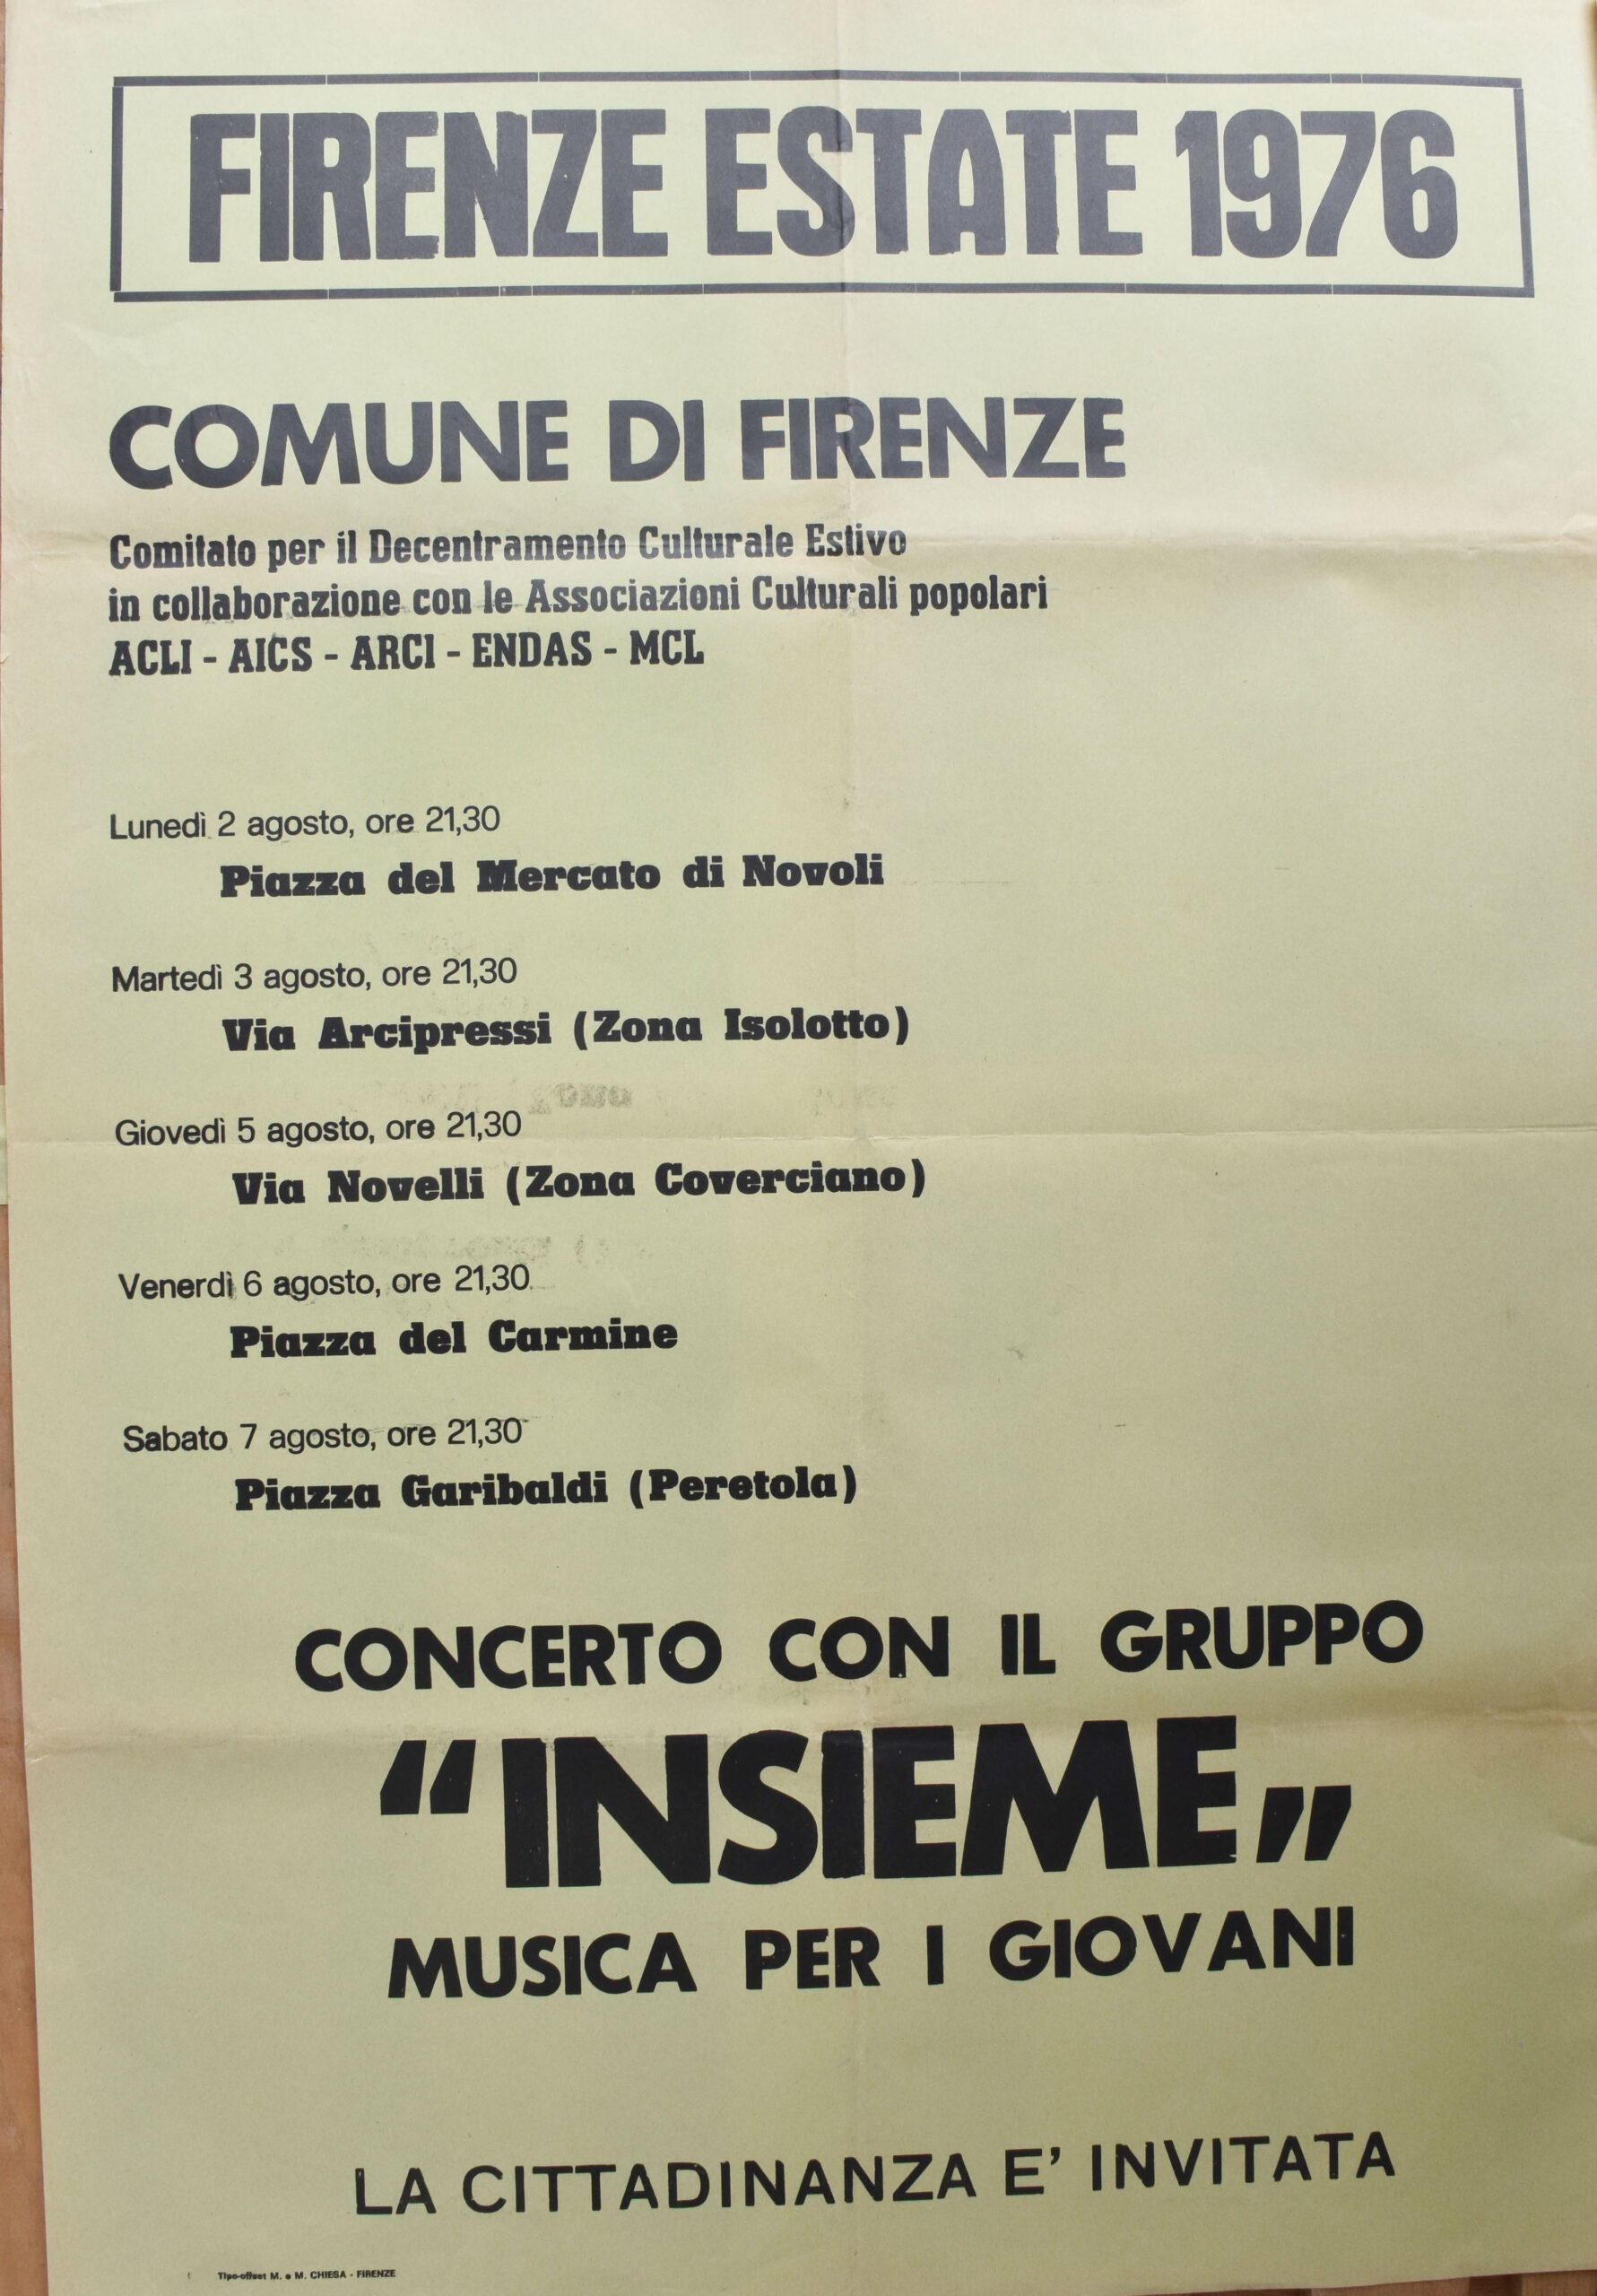 FIRENZE ESTATE 1976
COMUNE DI FIRENZE
Comitato per il Decentramento Culturale Estivo
in collaborazione con le Associazioni Culturali popolari
ACLI - AICS - ARCI - ENDAS - MCL
Lunedì 2 agosto, ore 21,30
Piazza del Mercato di Novoli
Martedì 3 agosto, ore 21,30
Via Arcipressi (Zona Isolotto)
Giovedì 5 agosto, ore 21,30
Via Novelli (Zona Coverciano)
Venerdì 6 agosto, ore 21,30
Piazza del Carmine
Sabato 7 agosto, ore 21,30
Piazza Garibaldi (Peretola)
CONCERTO CON IL GRUPPO
“INSIEME„
MUSICA PER I GIOVANI
LA CITTADINANZA E’ INVITATA
Tipo-offset M. e M. CHIESA - FIRENZE